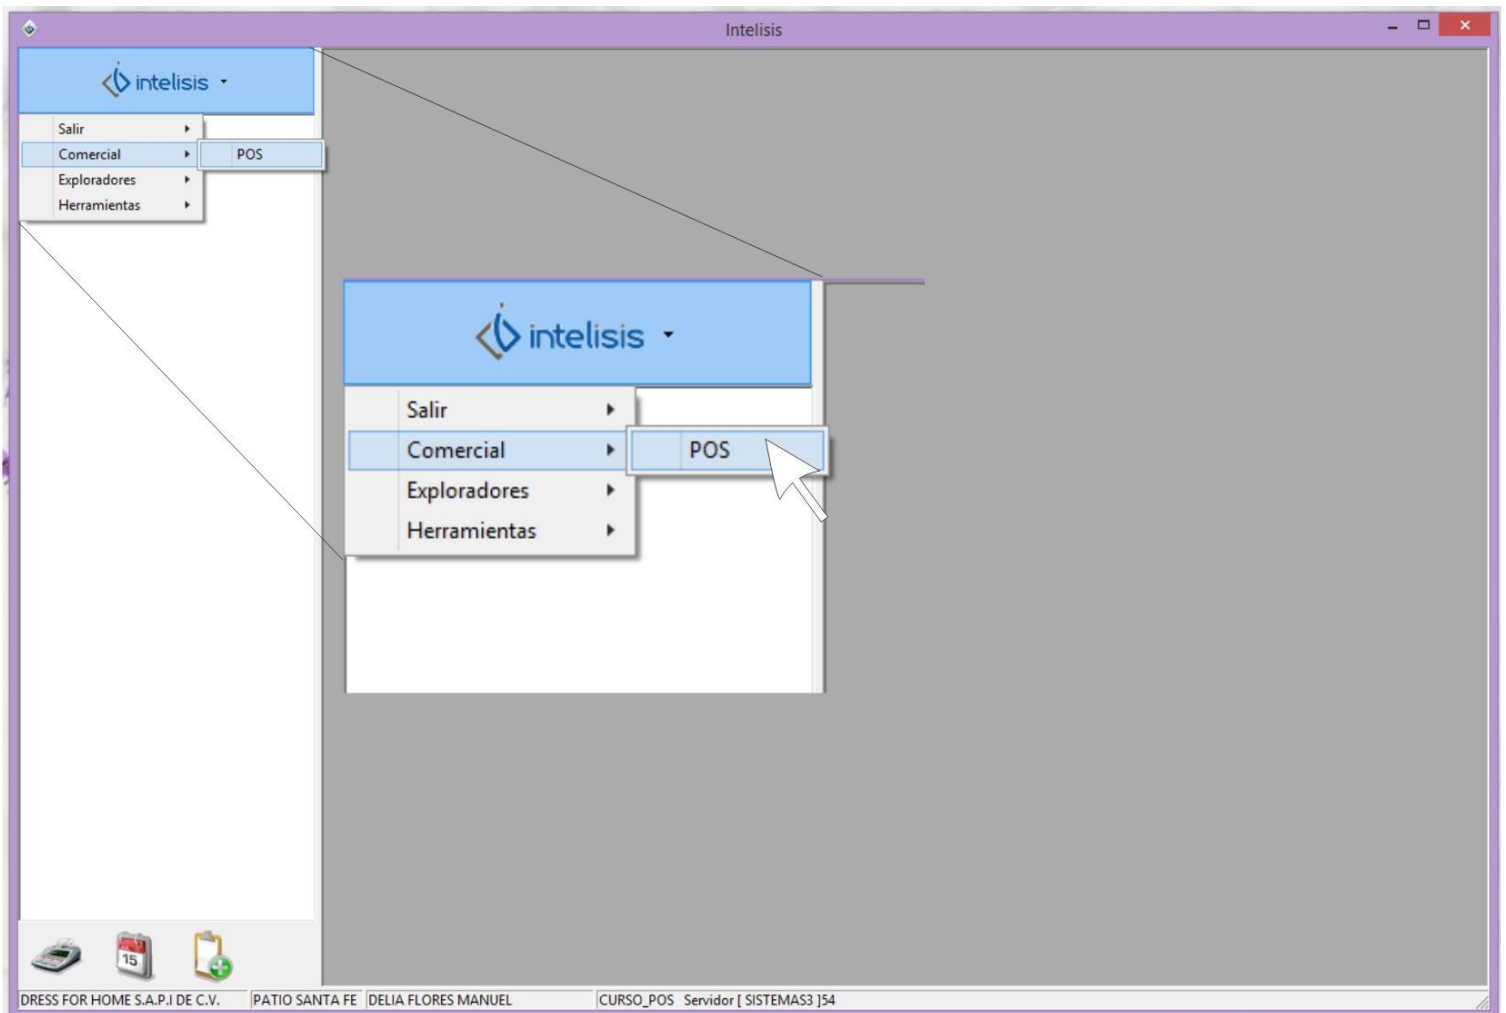 Intelisis
intelisis
Salir
Comercial POS
Exploradores
Herramientas
intelisis
Salir
Comercial POS
Exploradores
Herramientas
15
DRESS FOR HOME S.A.P.I DE C.V. PATIO SANTA FE DELIA FLORES MANUEL CURSO_POS Servidor [ SISTEMAS3 ]54